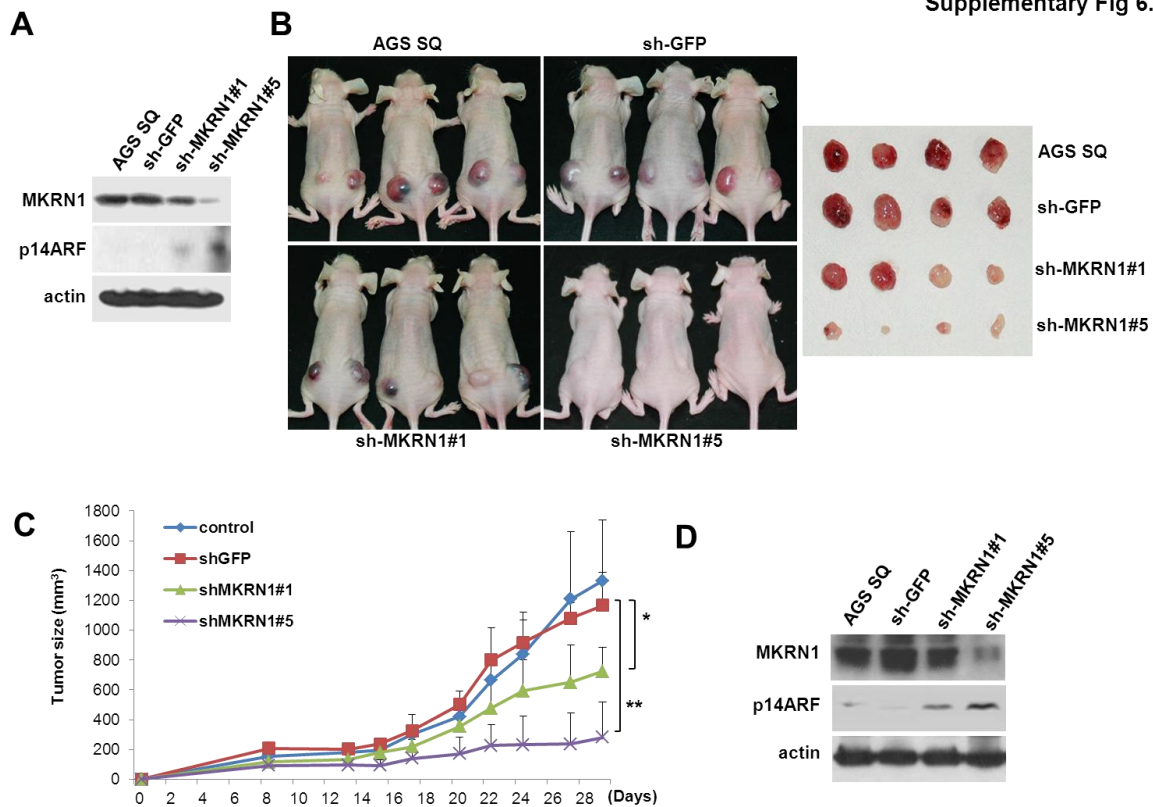 Supplementary Fig 6.
A
AGS SQ
sh-GFP
sh-MKRN1#1
sh-MKRN1#5
MKRN1
p14ARF
actin
B
AGS SQ
sh-GFP
sh-MKRN1#1
sh-MKRN1#5
AGS SQ
sh-GFP
sh-MKRN1#1
sh-MKRN1#5
C
Tumor size (mm³)
1800
1600
1400
1200
1000
800
600
400
200
0
control
shGFP
shMKRN1#1
shMKRN1#5
*
**
0 2 4 6 8 10 12 14 16 18 20 22 24 26 28 (Days)
D
AGS SQ
sh-GFP
sh-MKRN1#1
sh-MKRN1#5
MKRN1
p14ARF
actin